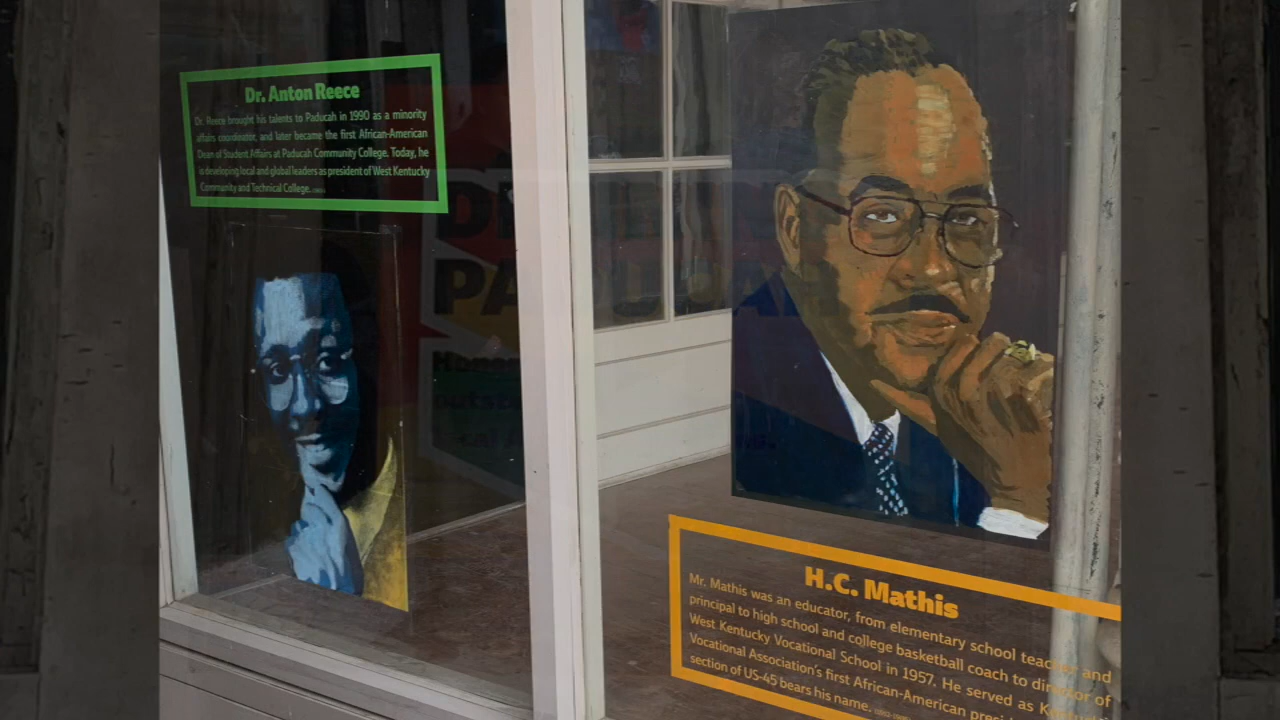 Dr. Anton Reece
Dr. Reece brought his talents to Paducah in 1990 as a minority
affairs coordinator, and later became the first African-American
Dean of Student Affairs at Paducah Community College. Today, he
is developing local and global leaders as president of West Kentucky
Community and Technical College.
H.C. Mathis
Mr. Mathis was an educator, from elementary school teacher and
principal to high school and college basketball coach to director of
West Kentucky Vocational School in 1957. He served as
Vocational Association's first African-American
section of US-45 bears his name.